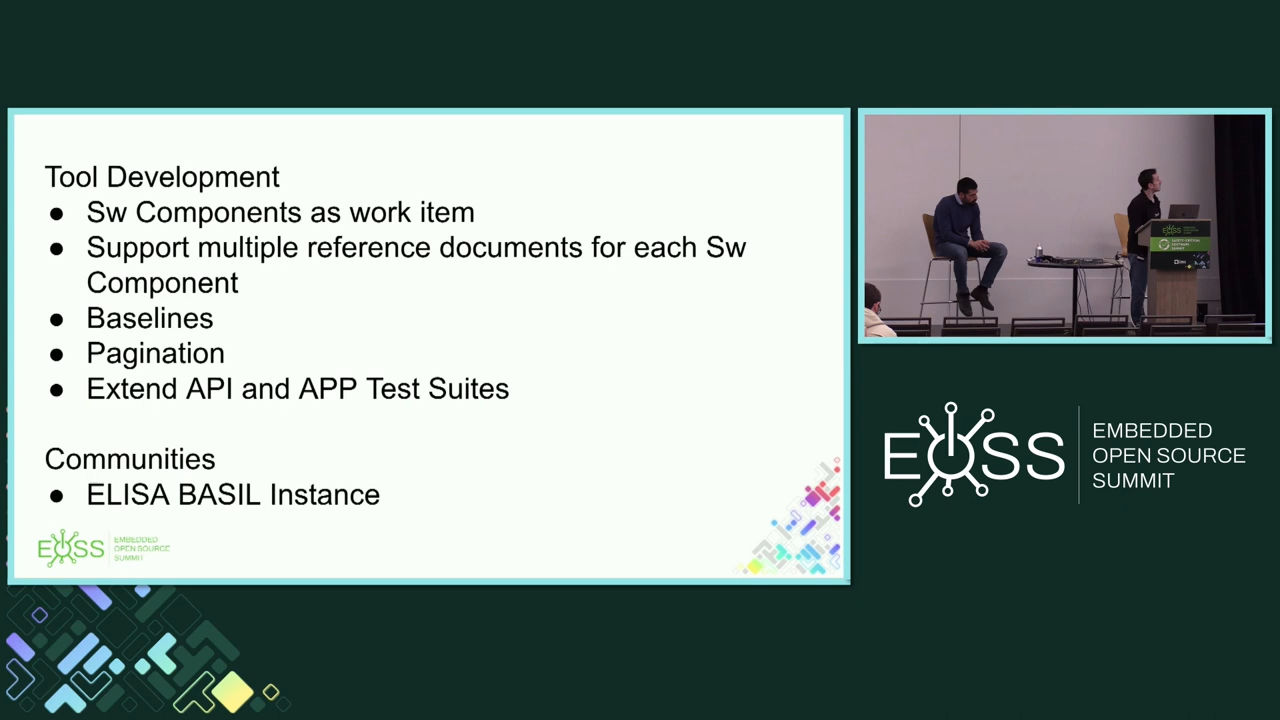 Tool Development
● Sw Components as work item
● Support multiple reference documents for each Sw
Component
● Baselines
● Pagination
● Extend API and APP Test Suites
Communities
● ELISA BASIL Instance
EOSS
EMBEDDED
OPEN SOURCE
SUMMIT
EOSS
EMBEDDED
OPEN SOURCE
SUMMIT